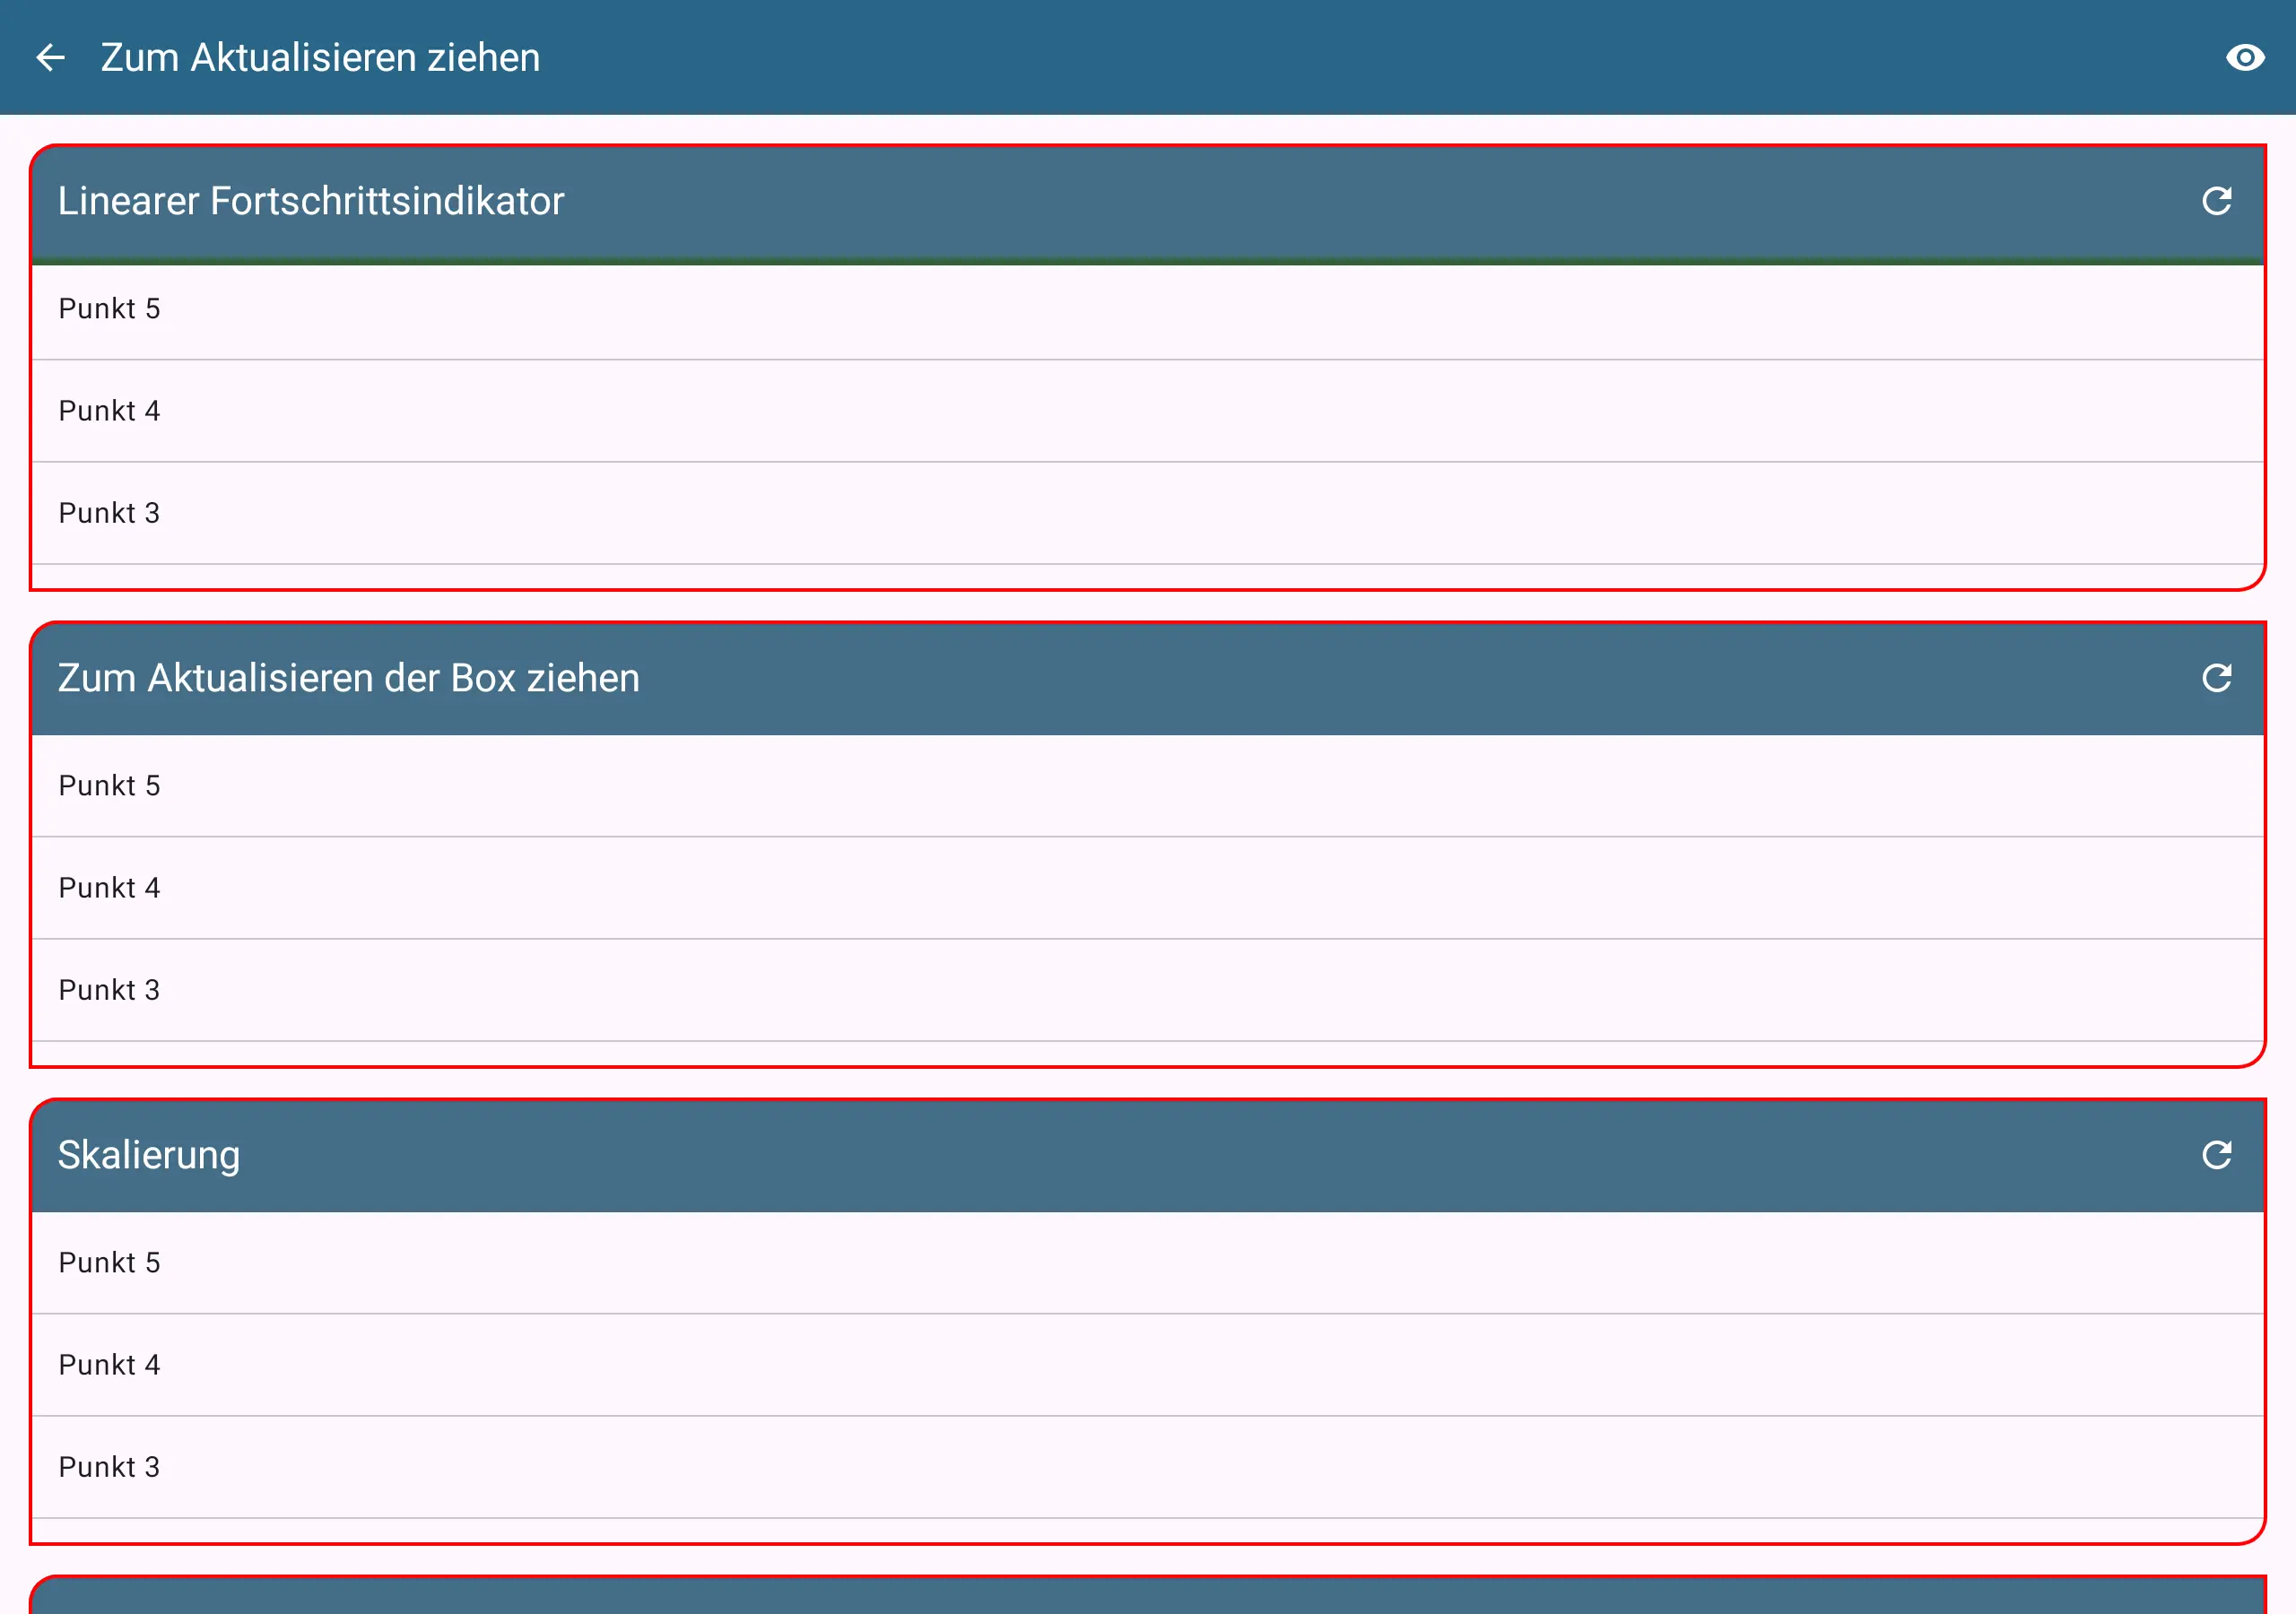 Zum Aktualisieren ziehen
Linearer Fortschrittsindikator
Punkt 5
Punkt 4
Punkt 3
Zum Aktualisieren der Box ziehen
Punkt 5
Punkt 4
Punkt 3
Skalierung
Punkt 5
Punkt 4
Punkt 3